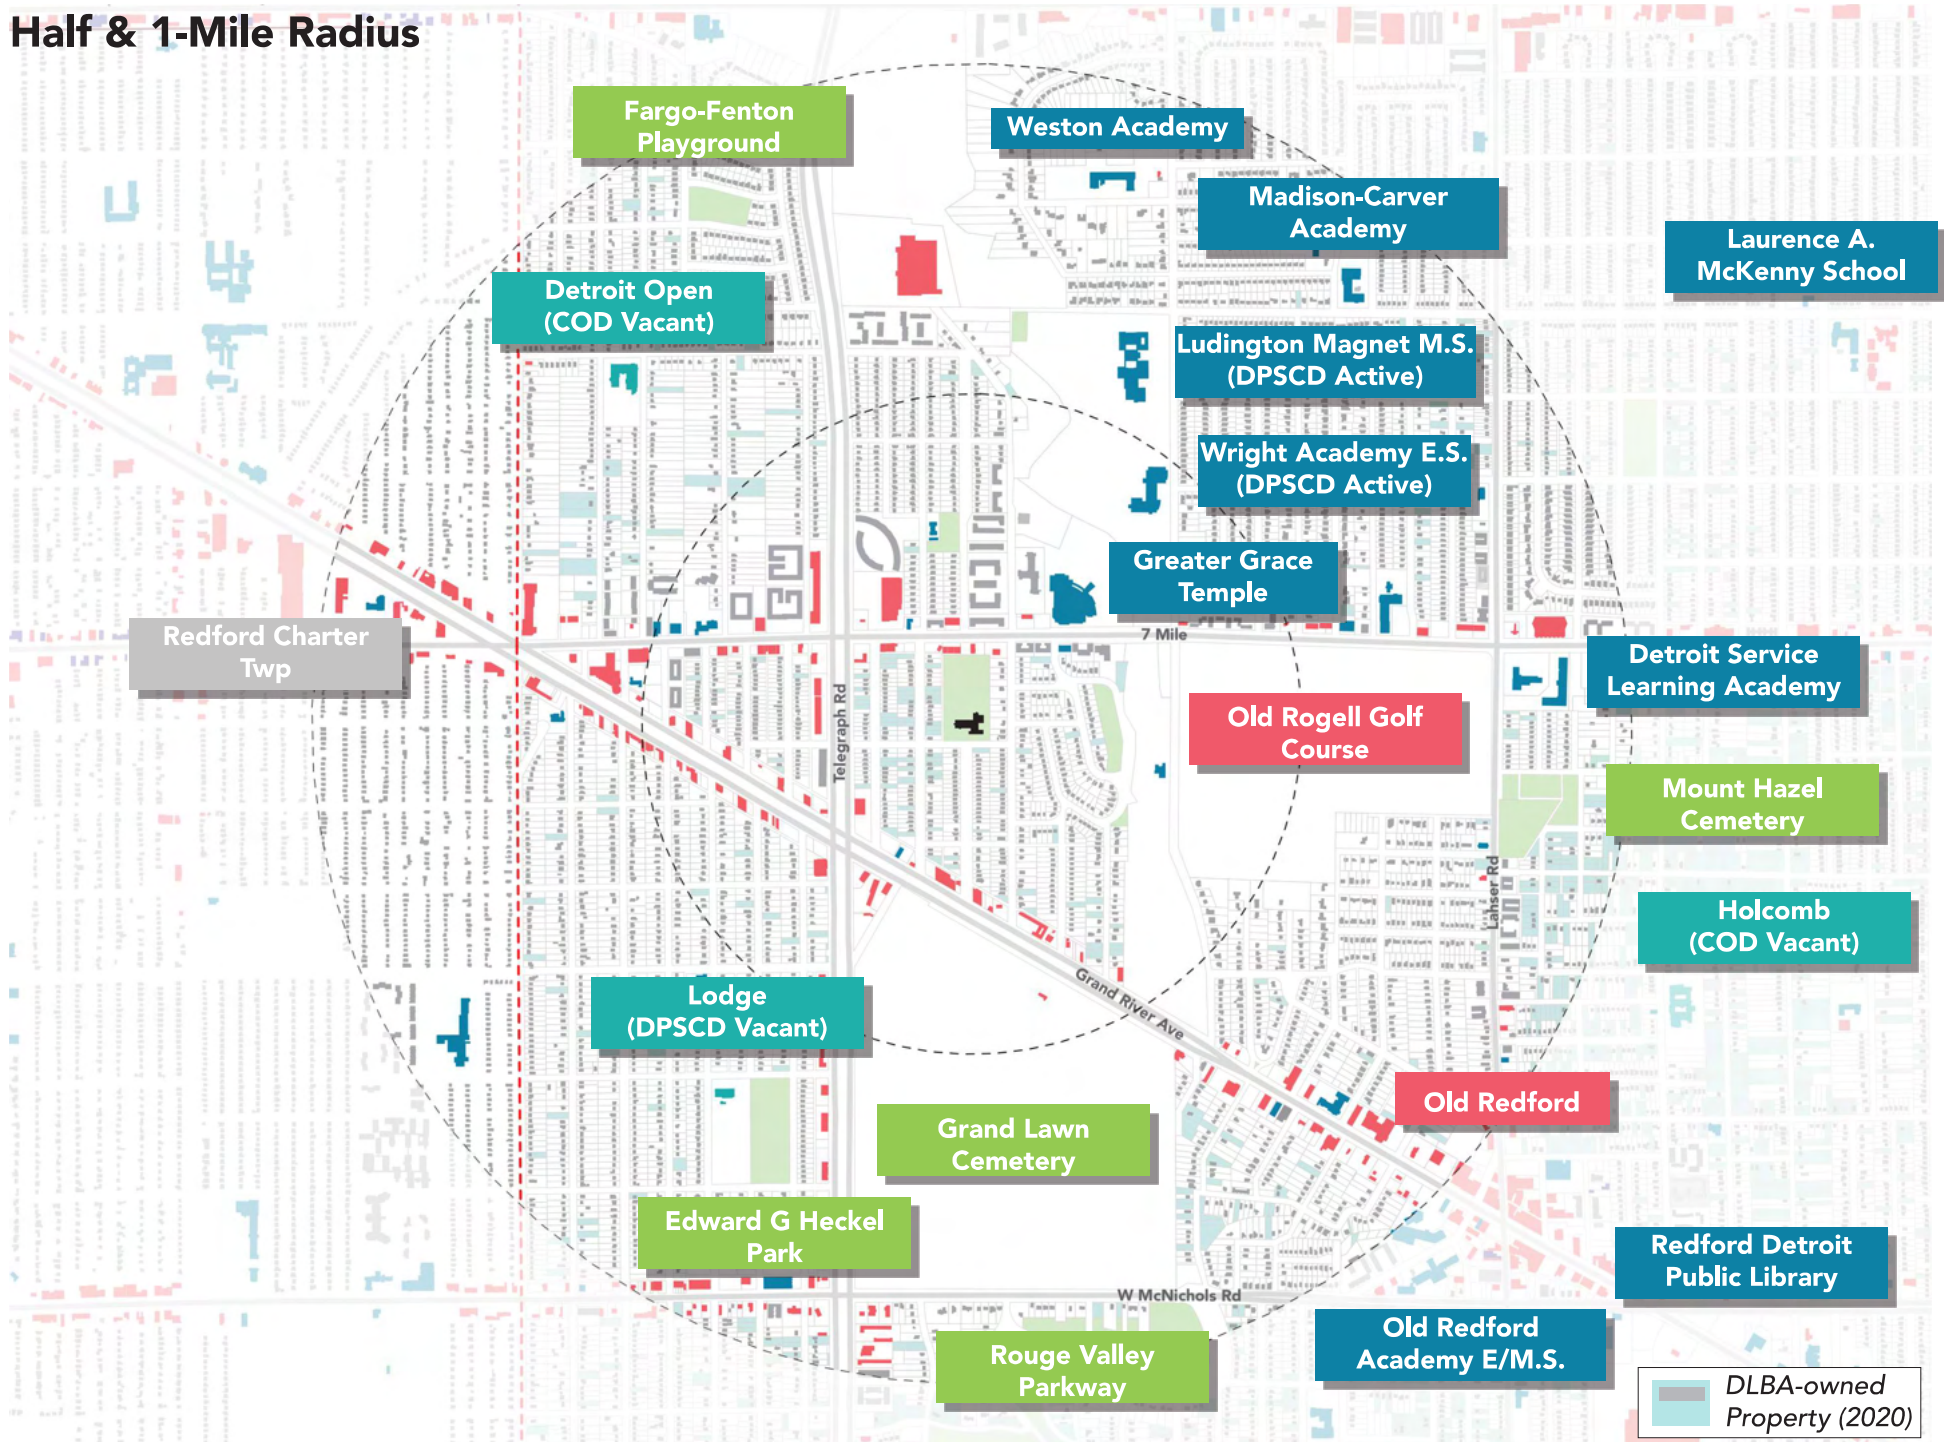 Half & 1-Mile Radius
Fargo-Fenton
Playground
Weston Academy
Madison-Carver
Academy
Laurence A.
McKenny School
Detroit Open
(COD Vacant)
Ludington Magnet M.S.
(DPSCD Active)
Wright Academy E.S.
(DPSCD Active)
Greater Grace
Temple
7 Mile
Redford Charter
Twp
Detroit Service
Learning Academy
Telegraph Rd
Old Rogell Golf
Course
Mount Hazel
Cemetery
Lahser Rd
Holcomb
(COD Vacant)
Lodge
(DPSCD Vacant)
Grand River Ave
Old Redford
Grand Lawn
Cemetery
Edward G Heckel
Park
Redford Detroit
Public Library
W McNichols Rd
Old Redford
Academy E/M.S.
Rouge Valley
Parkway
DLBA-owned
Property (2020)